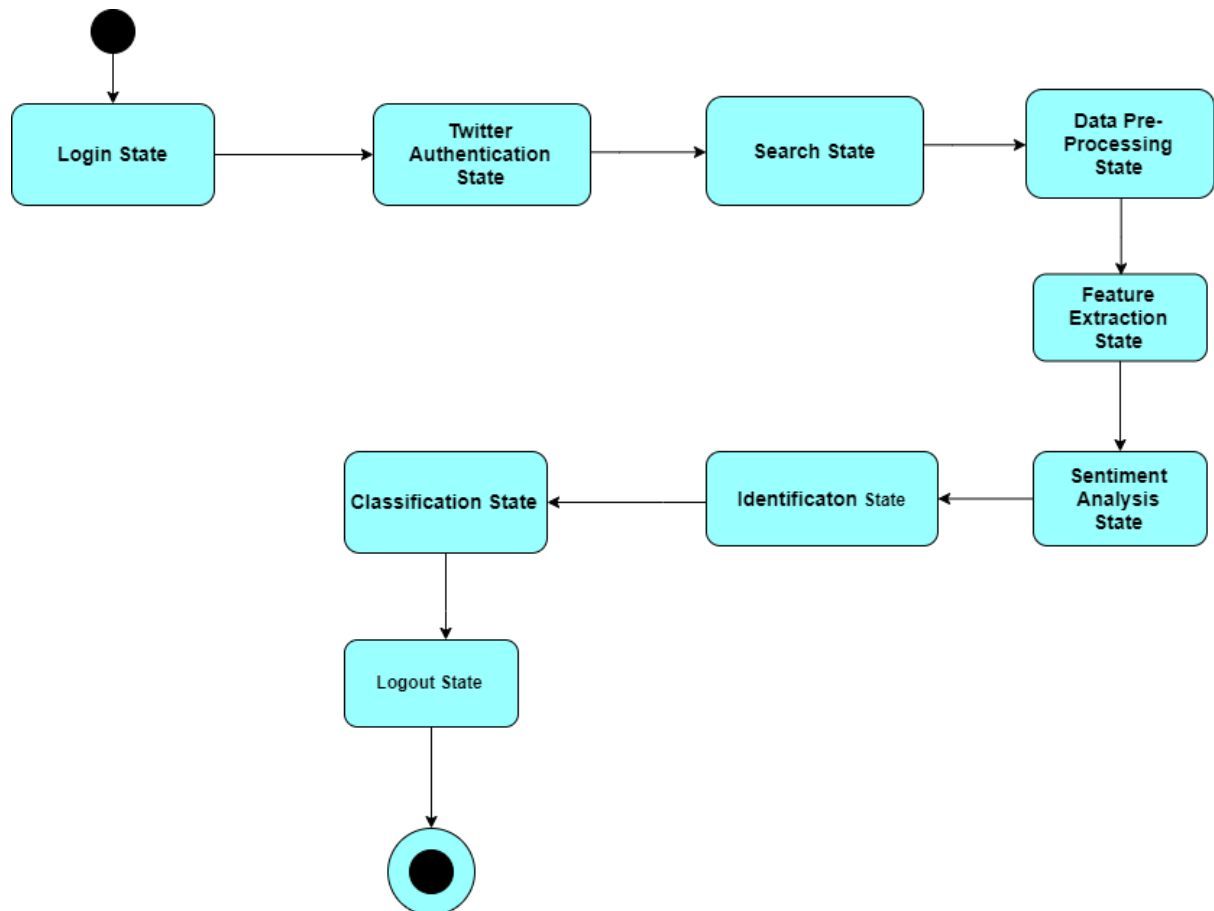 Login State
Twitter
Authentication
State
Search State
Data Pre-
Processing
State
Feature
Extraction
State
Sentiment
Analysis
State
Identificaton State
Classification State
Logout State